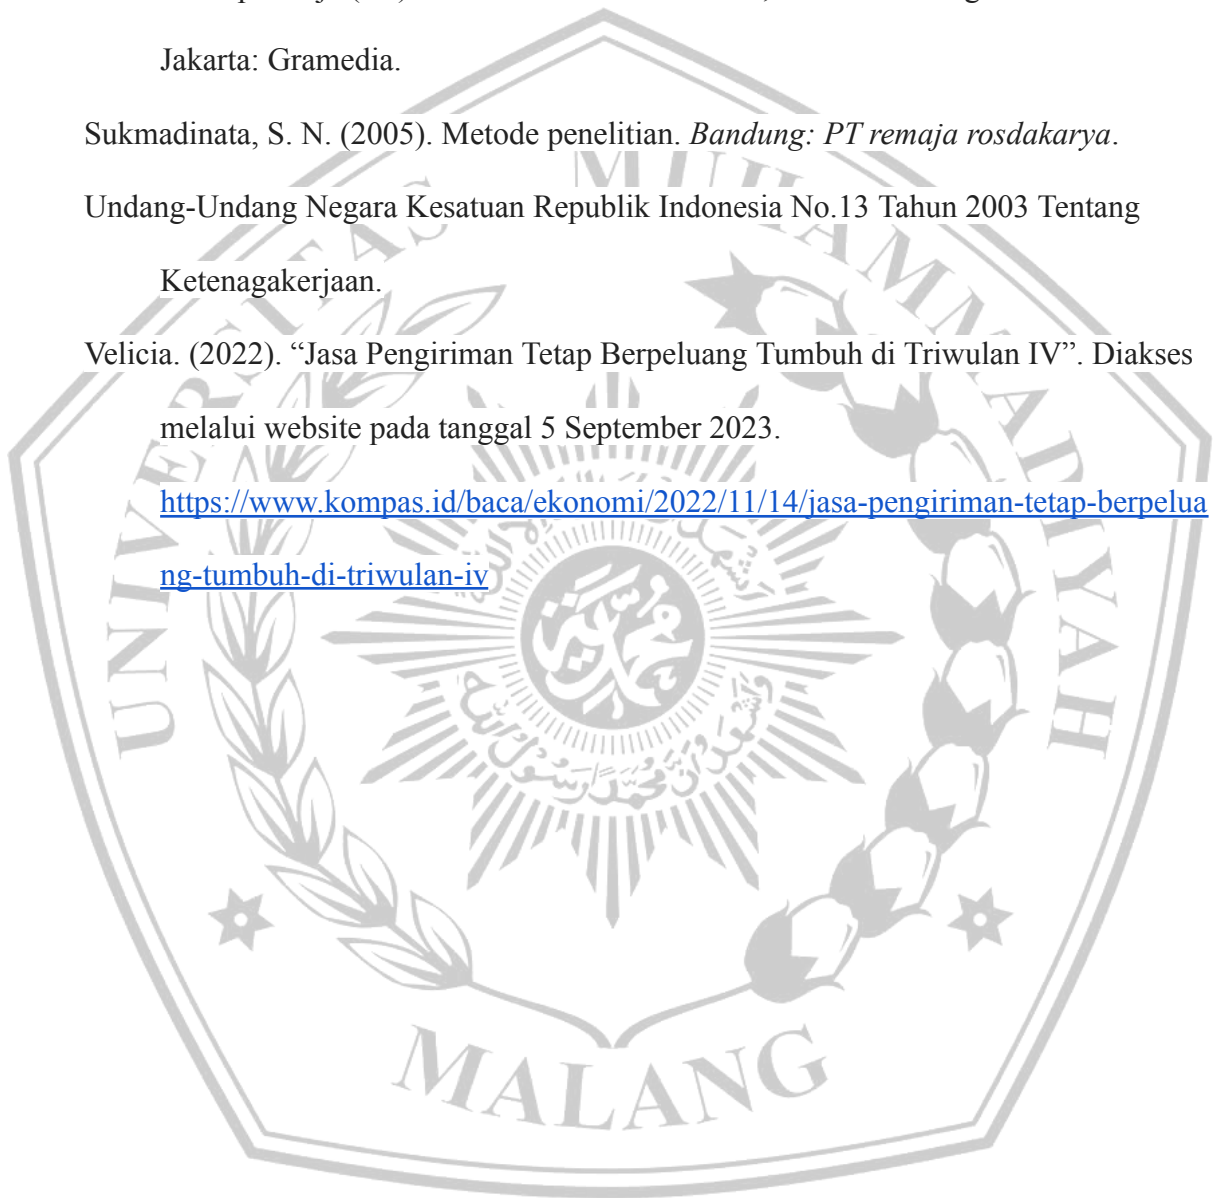 Jakarta: Gramedia.
Sukmadinata, S. N. (2005). Metode penelitian. Bandung: PT remaja rosdakarya.
Undang-Undang Negara Kesatuan Republik Indonesia No.13 Tahun 2003 Tentang
Ketenagakerjaan.
Velicia. (2022). “Jasa Pengiriman Tetap Berpeluang Tumbuh di Triwulan IV”. Diakses
melalui website pada tanggal 5 September 2023.
https://www.kompas.id/baca/ekonomi/2022/11/14/jasa-pengiriman-tetap-berpelua
ng-tumbuh-di-triwulan-iv
UNIVERSITAS MUHAMMADIYAH
MALANG